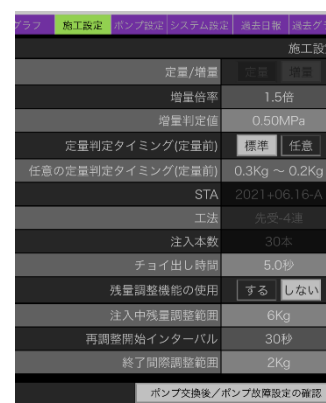 グラフ 施工設定 ポンプ設定 システム設定 過去日報 過去グ
施工設
定量/増量 定量 増量
増量倍率 1.5倍
増量判定値 0.50MPa
定量判定タイミング(定量前) 標準 任意
任意の定量判定タイミング(定量前) 0.3Kg ～ 0.2Kg
STA 2021+06.16-A
工法 先受-4連
注入本数 30本
チョイ出し時間 5.0秒
残量調整機能の使用 する しない
注入中残量調整範囲 6Kg
再調整開始インターバル 30秒
終了間際調整範囲 2Kg
ポンプ交換後／ポンプ故障設定の確認